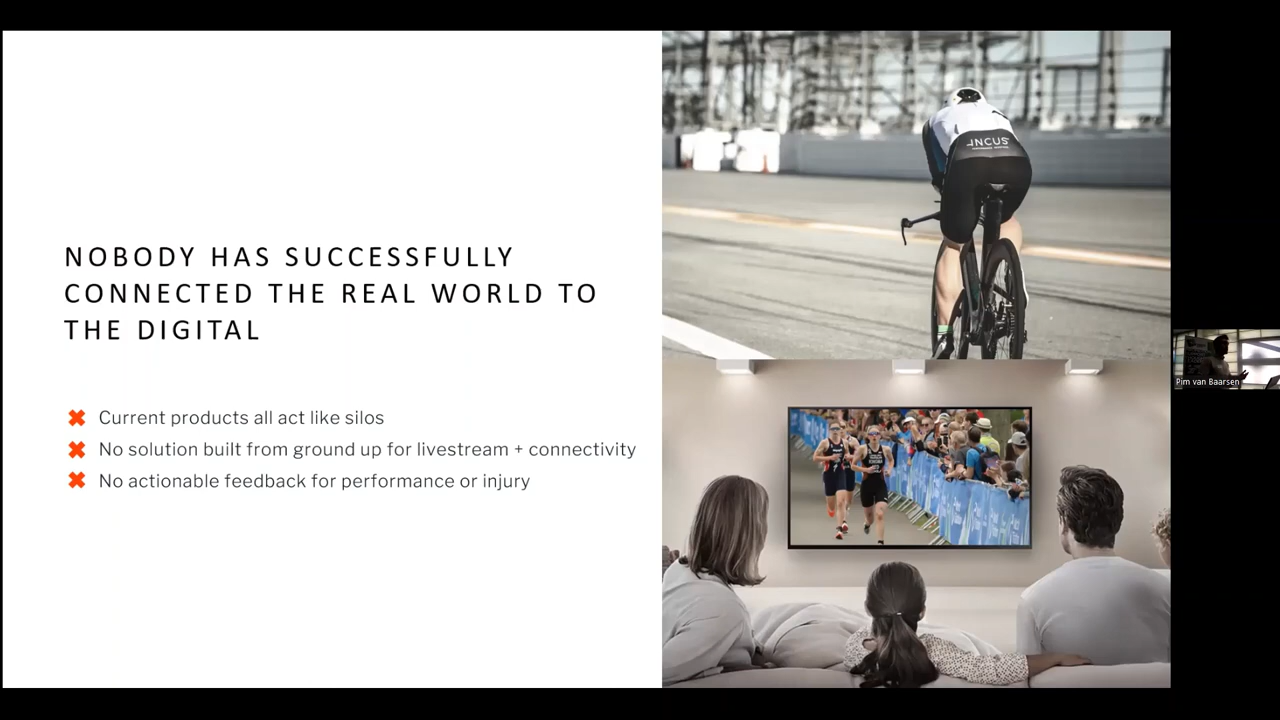 NOBODY HAS SUCCESSFULLY
CONNECTED THE REAL WORLD TO
THE DIGITAL
✖ Current products all act like silos
✖ No solution built from ground up for livestream + connectivity
✖ No actionable feedback for performance or injury
INCUS
Pim van Baarsen